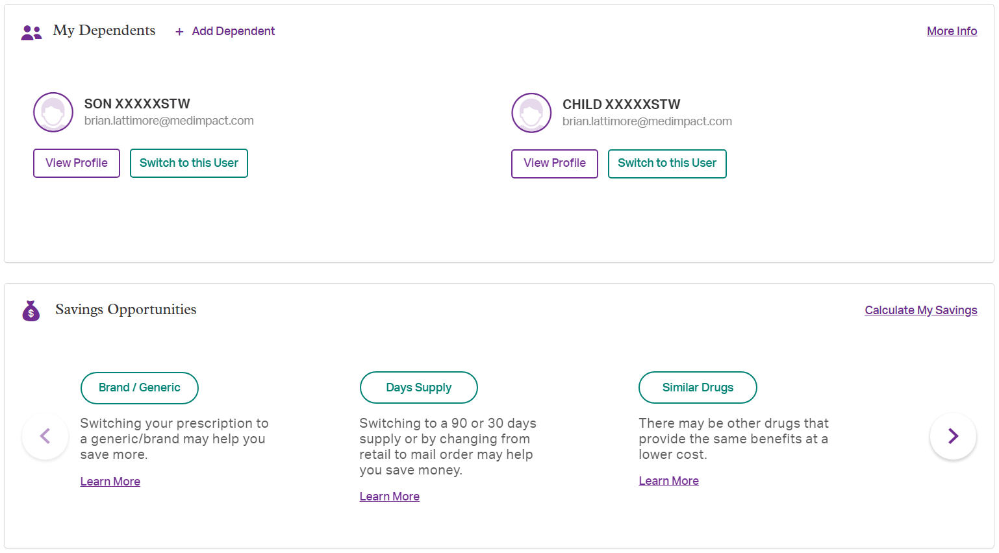 My Dependents
+ Add Dependent
More Info
SON XXXXXSTW
brian.lattimore@medimpact.com
View Profile
Switch to this User
CHILD XXXXXSTW
brian.lattimore@medimpact.com
View Profile
Switch to this User
$
Savings Opportunities
Calculate My Savings
Brand / Generic
Switching your prescription to
a generic/brand may help you
save more.
Learn More
Days Supply
Switching to a 90 or 30 days
supply or by changing from
retail to mail order may help
you save money.
Learn More
Similar Drugs
There may be other drugs that
provide the same benefits at a
lower cost.
Learn More